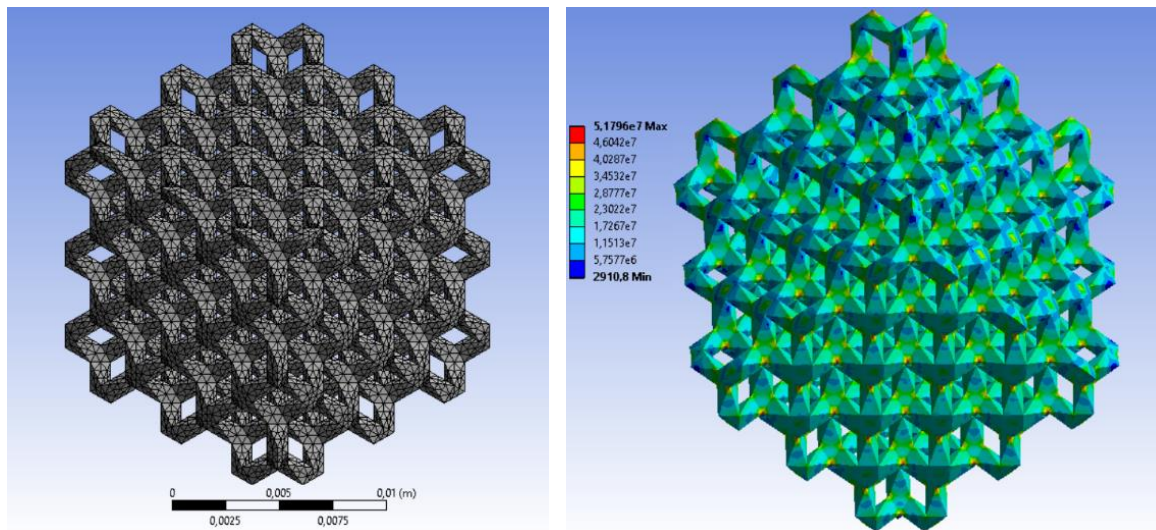 0 0,005 0,01 (m)
0,0025 0,0075
5,1796e7 Max
4,6042e7
4,0287e7
3,4532e7
2,8777e7
2,3022e7
1,7267e7
1,1513e7
5,7577e6
2910,8 Min